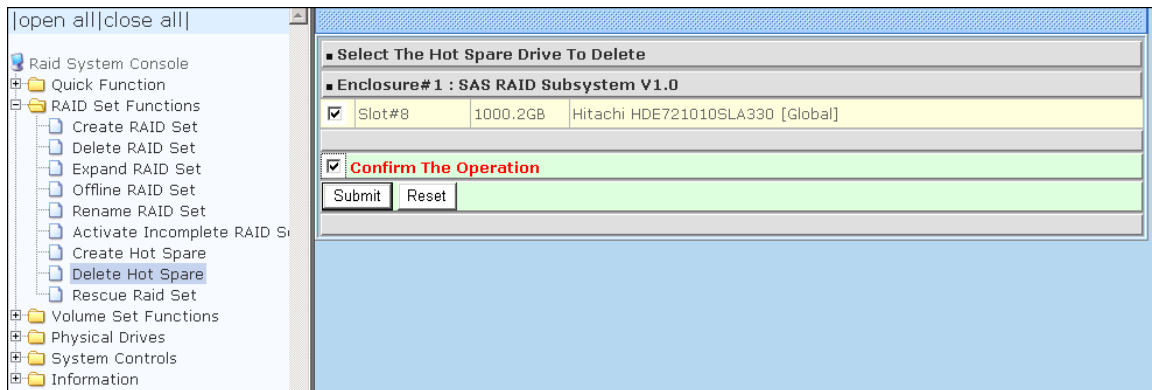 |open all|close all|
Raid System Console
Quick Function
RAID Set Functions
Create RAID Set
Delete RAID Set
Expand RAID Set
Offline RAID Set
Rename RAID Set
Activate Incomplete RAID S
Create Hot Spare
Delete Hot Spare
Rescue Raid Set
Volume Set Functions
Physical Drives
System Controls
Information
Select The Hot Spare Drive To Delete
Enclosure#1 : SAS RAID Subsystem V1.0
Slot#8 1000.2GB Hitachi HDE721010SLA330 [Global]
Confirm The Operation
Submit Reset